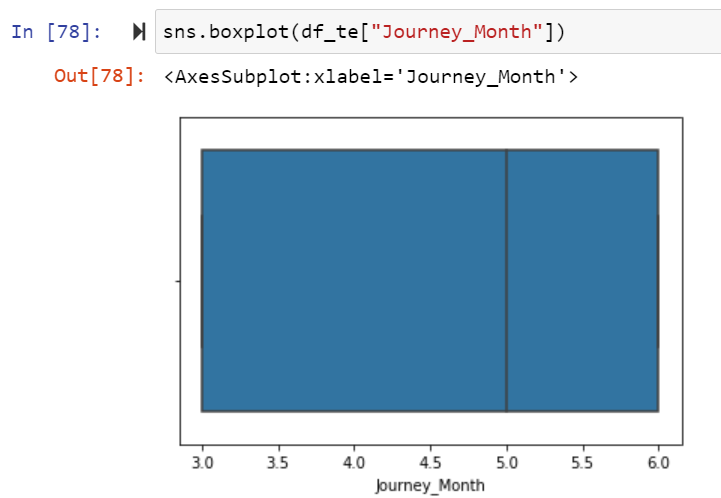 In [78]: sns.boxplot(df_te["Journey_Month"])
Out[78]: <AxesSubplot:xlabel='Journey_Month'>
3.0 3.5 4.0 4.5 5.0 5.5 6.0
Journey_Month